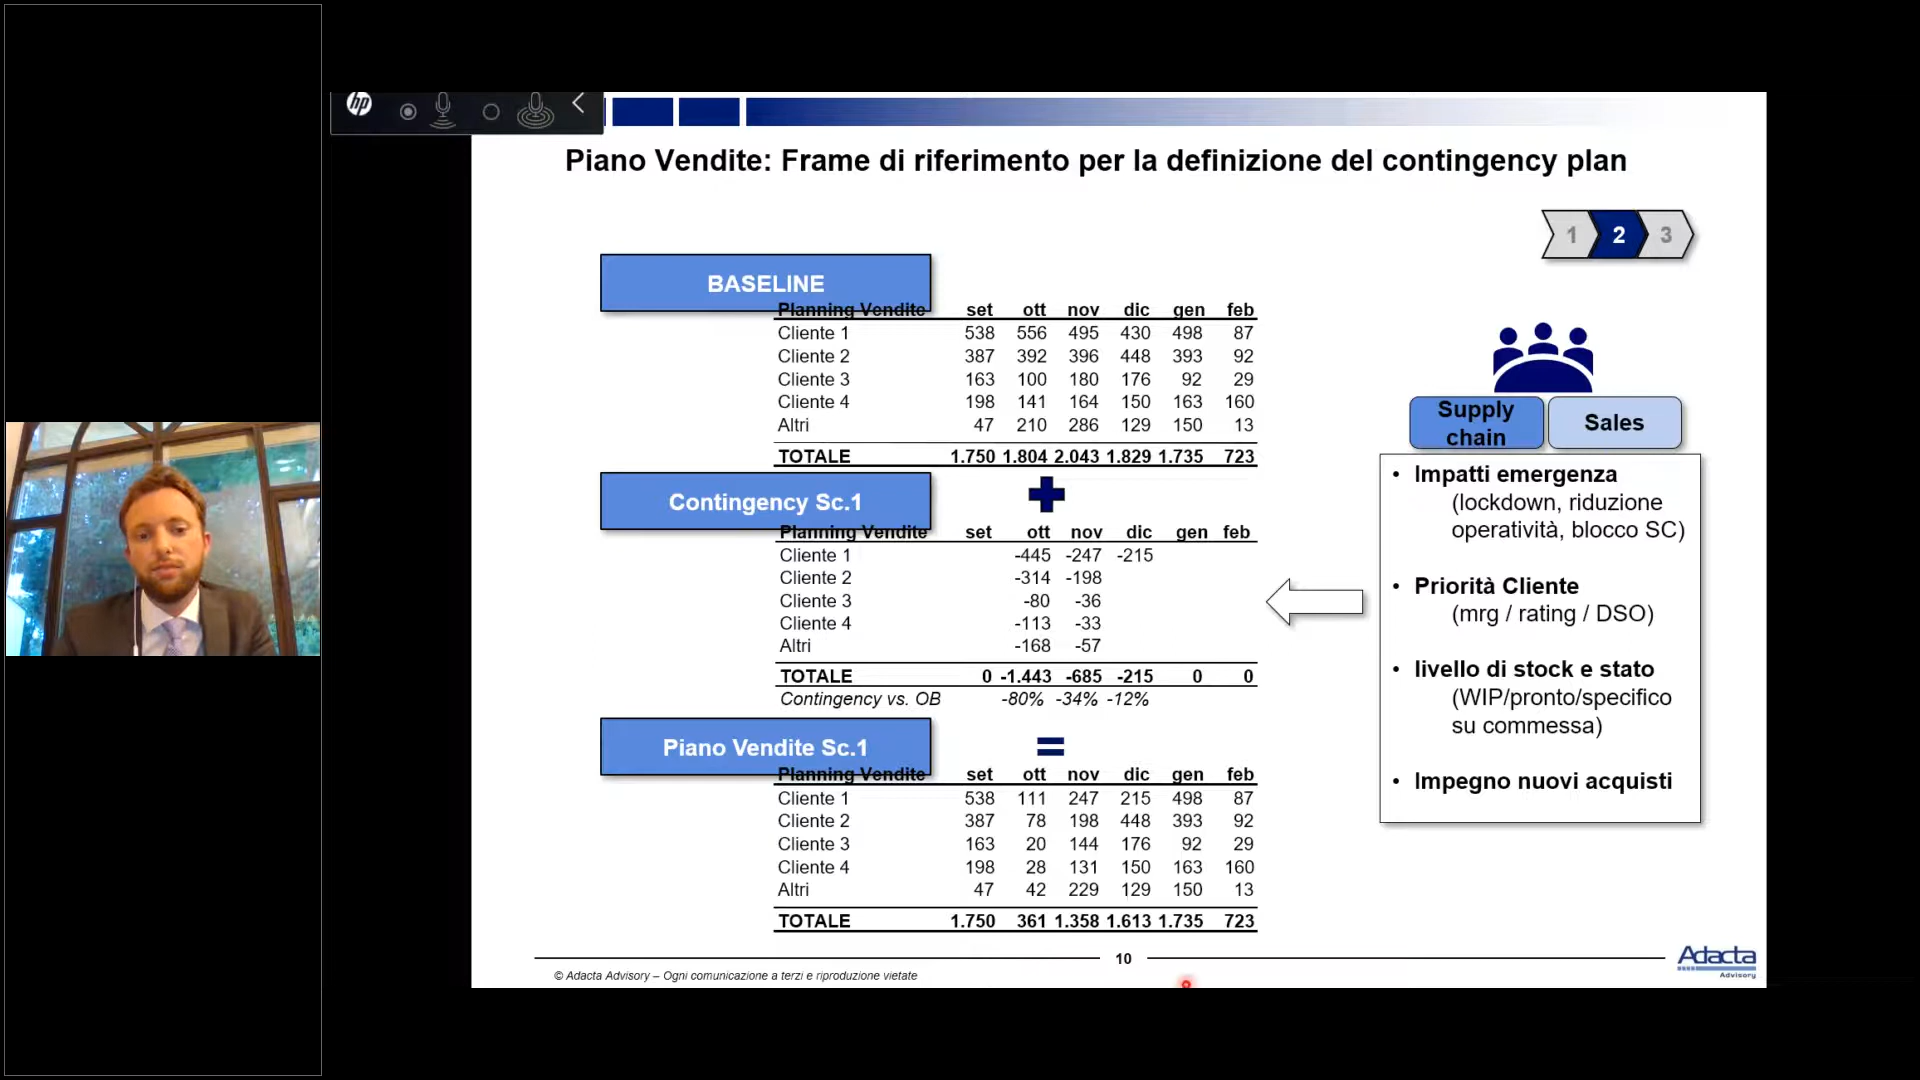 hp
Piano Vendite: Frame di riferimento per la definizione del contingency plan
1 2 3
BASELINE
Planning Vendite set ott nov dic gen feb
Cliente 1 538 556 495 430 498 87
Cliente 2 387 392 396 448 393 92
Cliente 3 163 100 180 176 92 29
Cliente 4 198 141 164 150 163 160
Altri 47 210 286 129 150 13
TOTALE 1.750 1.804 2.043 1.829 1.735 723
Contingency Sc.1
Planning Vendite set ott nov dic gen feb
Cliente 1 -445 -247 -215
Cliente 2 -314 -198
Cliente 3 -80 -36
Cliente 4 -113 -33
Altri -168 -57
TOTALE 0 -1.443 -685 -215 0 0
Contingency vs. OB -80% -34% -12%
Piano Vendite Sc.1
Planning Vendite set ott nov dic gen feb
Cliente 1 538 111 247 215 498 87
Cliente 2 387 78 198 448 393 92
Cliente 3 163 20 144 176 92 29
Cliente 4 198 28 131 150 163 160
Altri 47 42 229 129 150 13
TOTALE 1.750 361 1.358 1.613 1.735 723
Supply
chain
Sales
• Impatti emergenza
(lockdown, riduzione
operatività, blocco SC)
• Priorità Cliente
(mrg / rating / DSO)
• livello di stock e stato
(WIP/pronto/specifico
su commessa)
• Impegno nuovi acquisti
10
© Adacta Advisory – Ogni comunicazione a terzi e riproduzione vietate
Adacta
Advisory